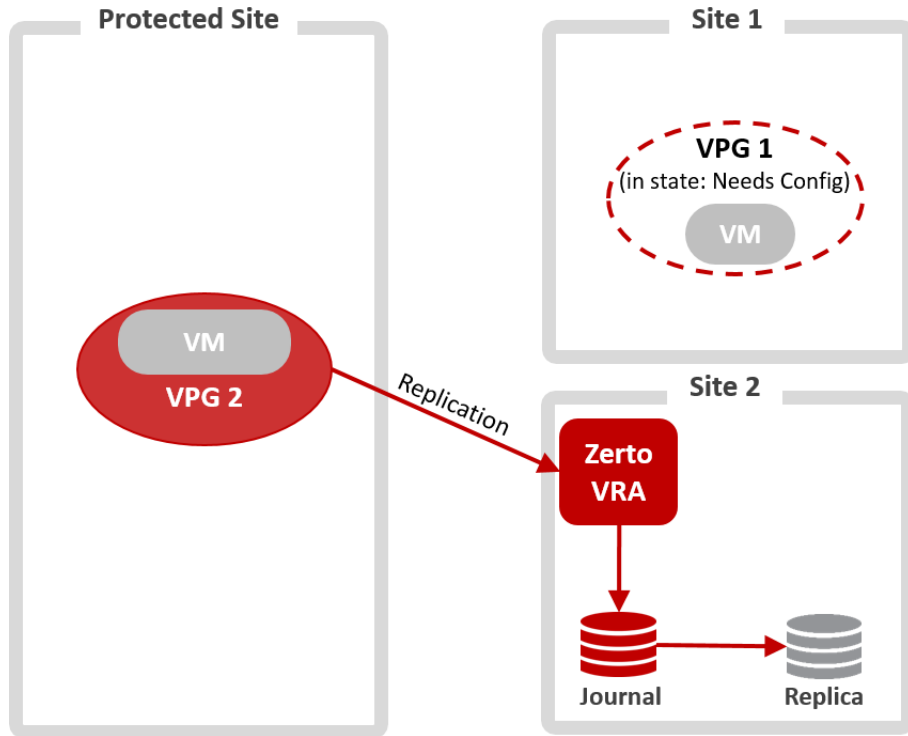 Protected Site
Site 1
VPG 1
(in state: Needs Config)
VM
VM
VPG 2
Replication
Site 2
Zerto
VRA
Journal
Replica